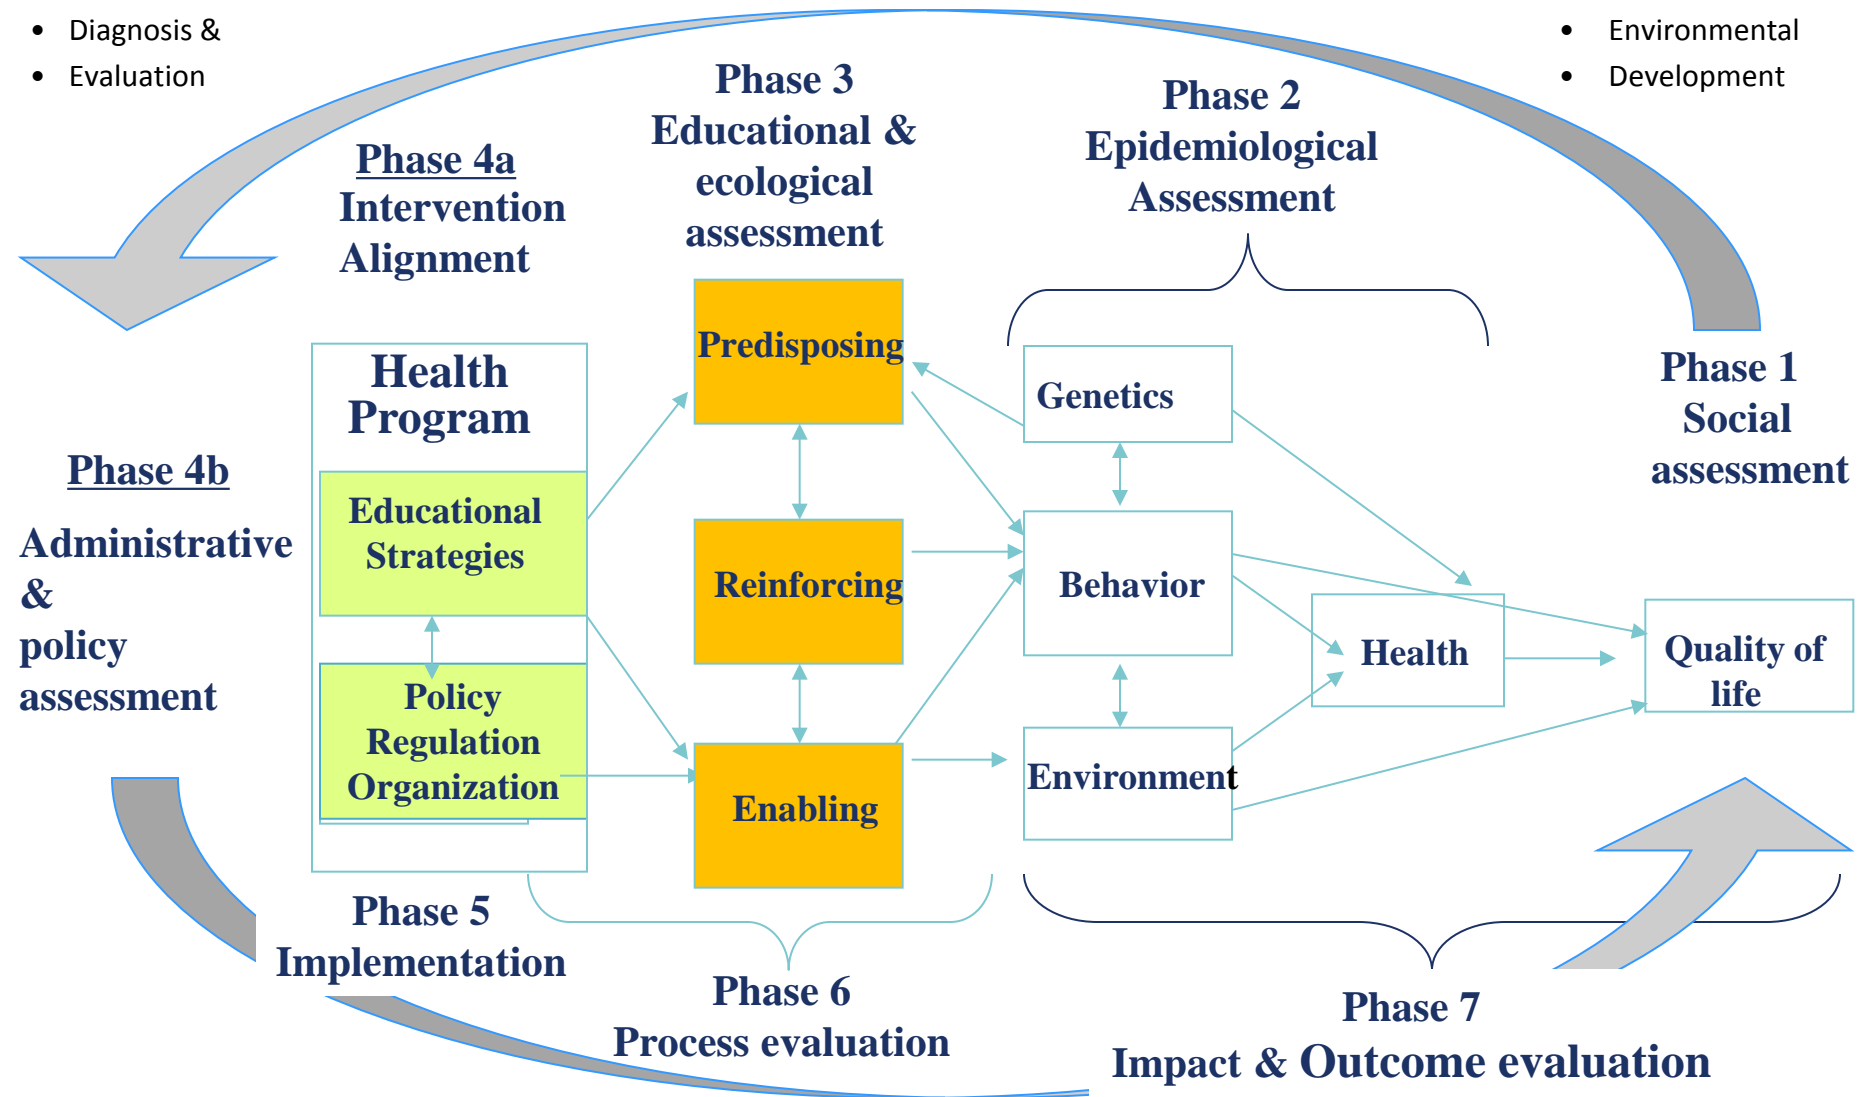 • Diagnosis &
• Evaluation
• Environmental
• Development
Phase 3
Educational &
ecological
assessment
Phase 2
Epidemiological
Assessment
Phase 4a
Intervention
Alignment
Phase 1
Social
assessment
Phase 4b
Administrative
&
policy
assessment
Health
Program
Educational
Strategies
Policy
Regulation
Organization
Predisposing
Reinforcing
Enabling
Genetics
Behavior
Environment
Health
Quality of
life
Phase 5
Implementation
Phase 6
Process evaluation
Phase 7
Impact & Outcome evaluation